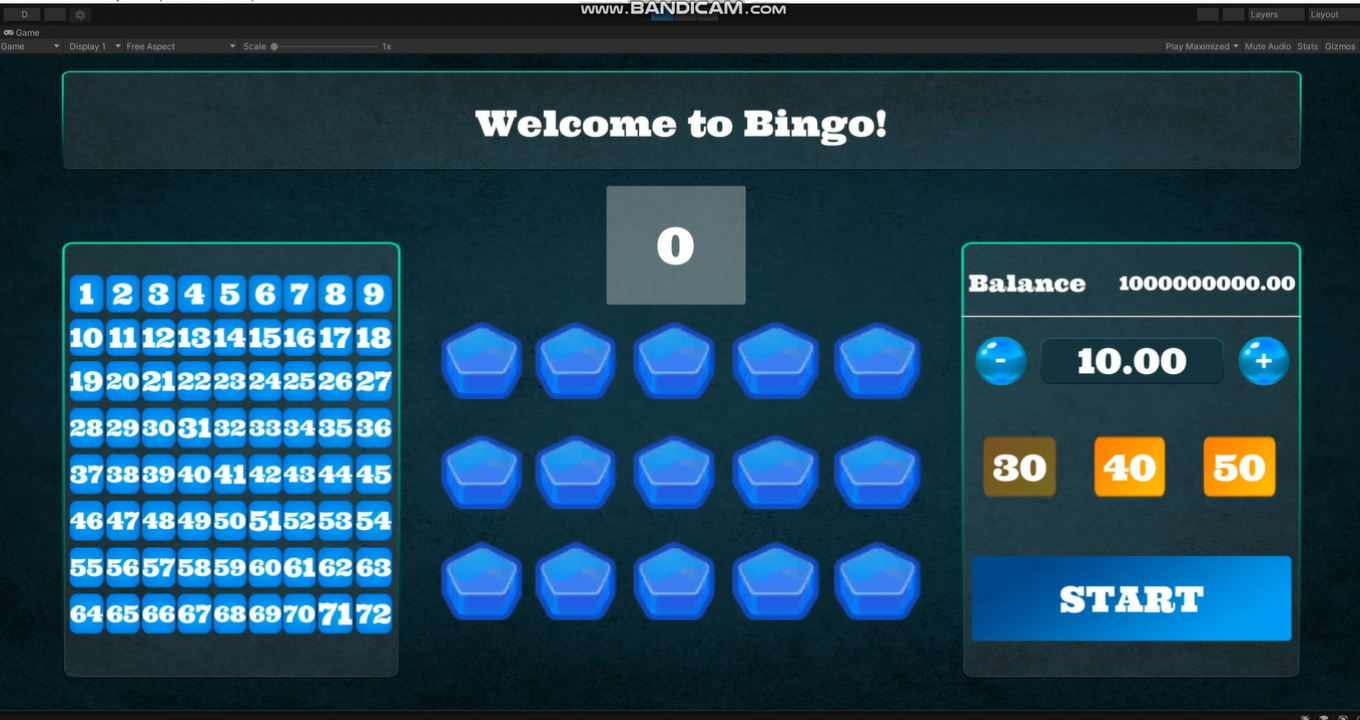 www.BANDICAM.com
D
Layers
Layout
Game
Game
Display 1
Free Aspect
Scale
1x
Play Maximized
Mute Audio
Stats
Gizmos
Welcome to Bingo!
0
1 2 3 4 5 6 7 8 9
10 11 12 13 14 15 16 17 18
19 20 21 22 23 24 25 26 27
28 29 30 31 32 33 34 35 36
37 38 39 40 41 42 43 44 45
46 47 48 49 50 51 52 53 54
55 56 57 58 59 60 61 62 63
64 65 66 67 68 69 70 71 72
Balance 1000000000.00
- 10.00 +
30 40 50
START